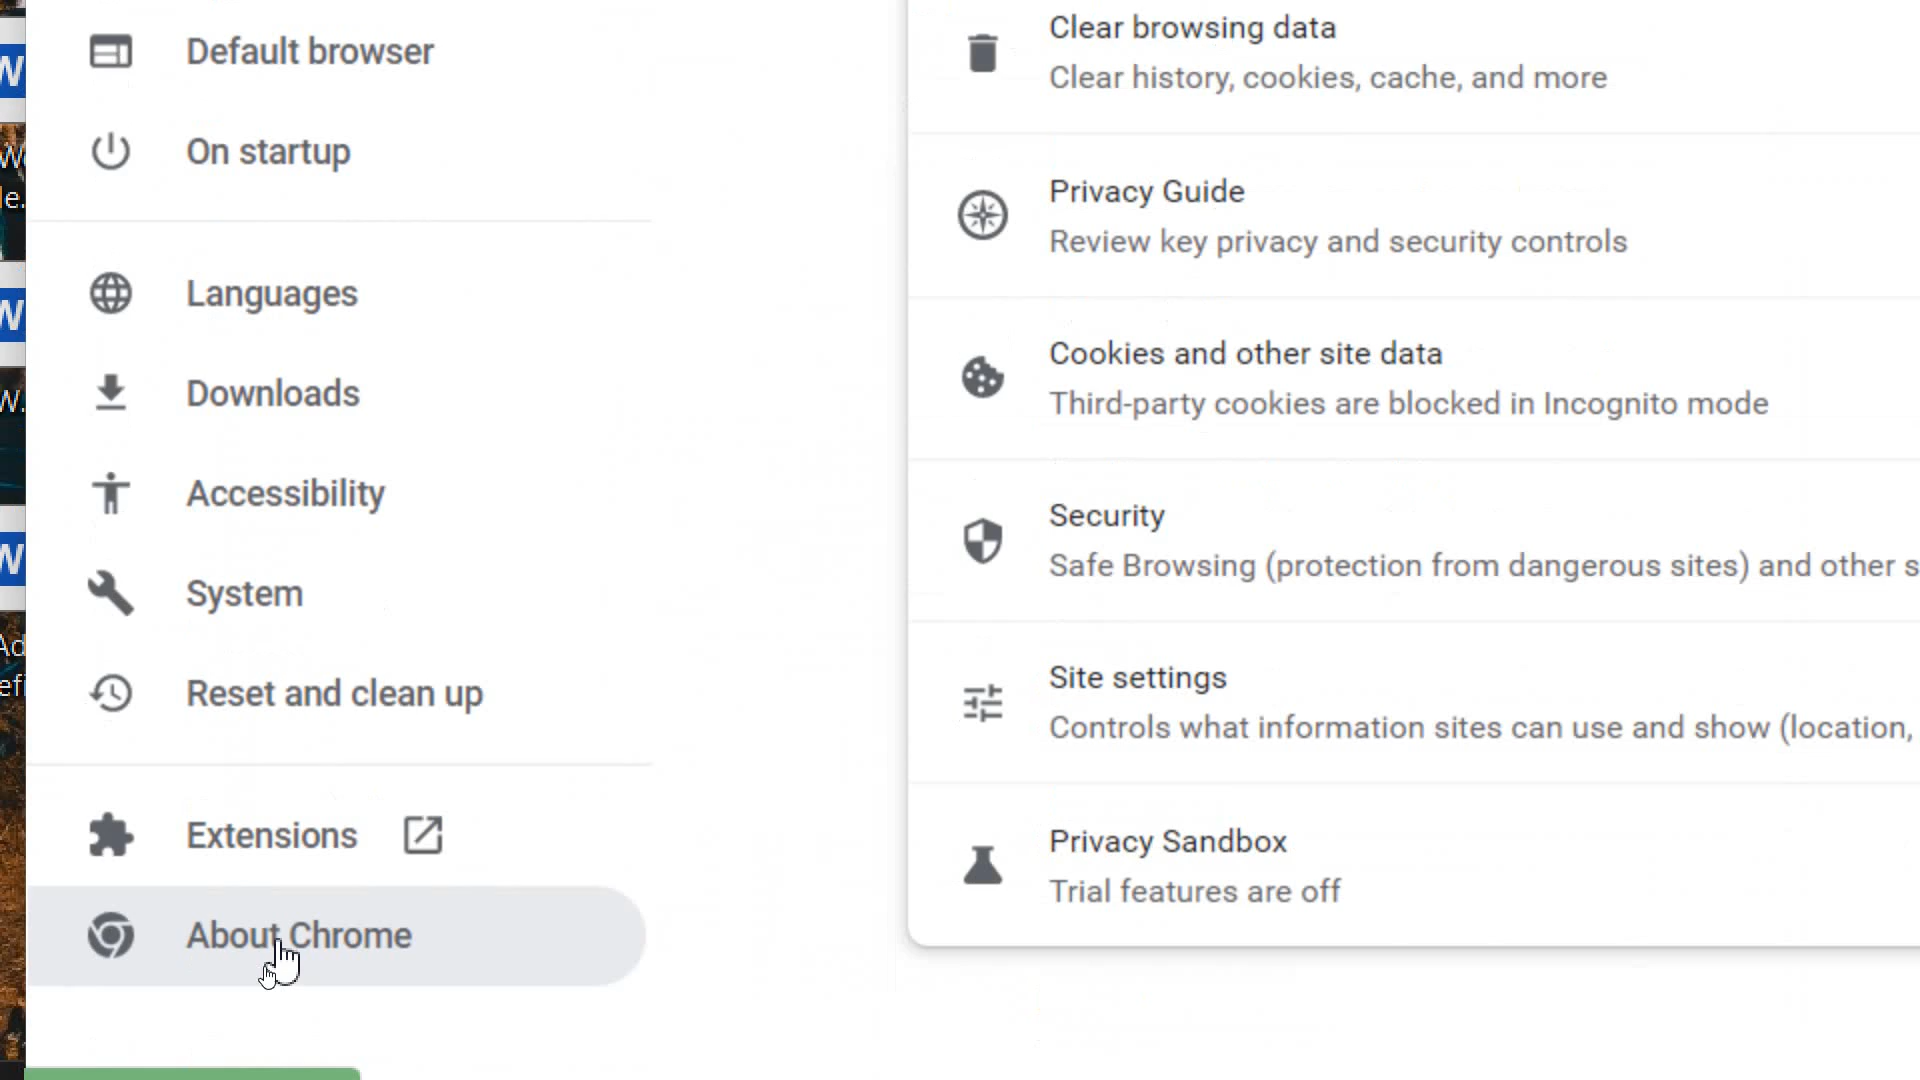 Default browser
On startup
Languages
Downloads
Accessibility
System
Reset and clean up
Extensions
About Chrome
Clear browsing data
Clear history, cookies, cache, and more
Privacy Guide
Review key privacy and security controls
Cookies and other site data
Third-party cookies are blocked in Incognito mode
Security
Safe Browsing (protection from dangerous sites) and other s
Site settings
Controls what information sites can use and show (location,
Privacy Sandbox
Trial features are off
W
le.
W
W.
W
Ad
efi